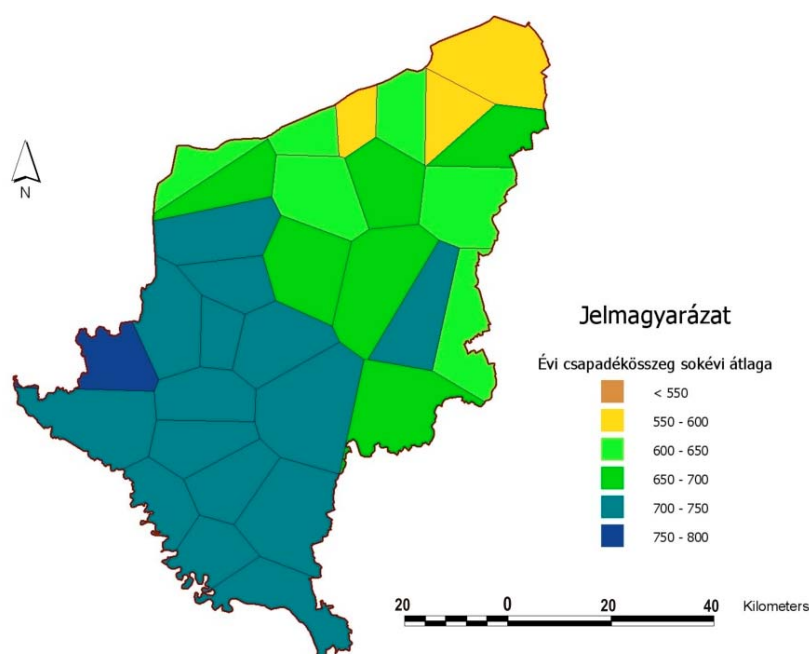 N
Jelmagyarázat
Évi csapadékösszeg sokévi átlaga
< 550
550 - 600
600 - 650
650 - 700
700 - 750
750 - 800
20 0 20 40 Kilometers